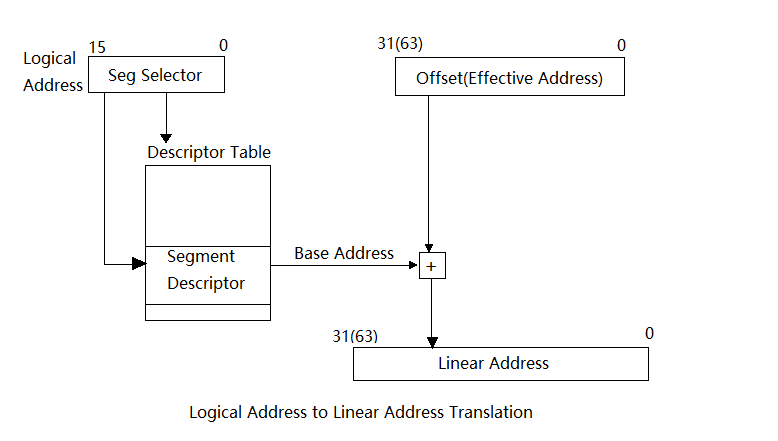 15
0
31(63)
0
Logical
Address
Seg Selector
Offset(Effective Address)
Descriptor Table
Segment
Descriptor
Base Address
+
31(63)
0
Linear Address
Logical Address to Linear Address Translation